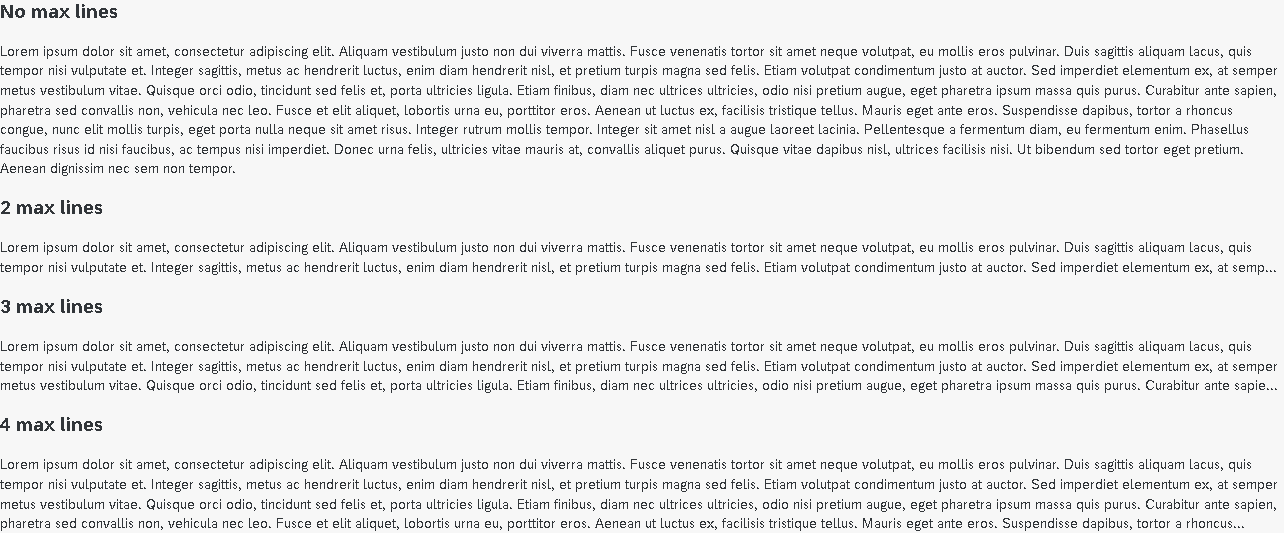 No max lines
Lorem ipsum dolor sit amet, consectetur adipiscing elit. Aliquam vestibulum justo non dui viverra mattis. Fusce venenatis tortor sit amet neque volutpat, eu mollis eros pulvinar. Duis sagittis aliquam lacus, quis
tempor nisi vulputate et. Integer sagittis, metus ac hendrerit luctus, enim diam hendrerit nisl, et pretium turpis magna sed felis. Etiam volutpat condimentum justo at auctor. Sed imperdiet elementum ex, at semper
metus vestibulum vitae. Quisque orci odio, tincidunt sed felis et, porta ultricies ligula. Etiam finibus, diam nec ultrices ultricies, odio nisi pretium augue, eget pharetra ipsum massa quis purus. Curabitur ante sapien,
pharetra sed convallis non, vehicula nec leo. Fusce et elit aliquet, lobortis urna eu, porttitor eros. Aenean ut luctus ex, facilisis tristique tellus. Mauris eget ante eros. Suspendisse dapibus, tortor a rhoncus
congue, nunc elit mollis turpis, eget porta nulla neque sit amet risus. Integer rutrum mollis tempor. Integer sit amet nisl a augue laoreet lacinia. Pellentesque a fermentum diam, eu fermentum enim. Phasellus
faucibus risus id nisi faucibus, ac tempus nisi imperdiet. Donec urna felis, ultricies vitae mauris at, convallis aliquet purus. Quisque vitae dapibus nisl, ultrices facilisis nisi. Ut bibendum sed tortor eget pretium.
Aenean dignissim nec sem non tempor.
2 max lines
Lorem ipsum dolor sit amet, consectetur adipiscing elit. Aliquam vestibulum justo non dui viverra mattis. Fusce venenatis tortor sit amet neque volutpat, eu mollis eros pulvinar. Duis sagittis aliquam lacus, quis
tempor nisi vulputate et. Integer sagittis, metus ac hendrerit luctus, enim diam hendrerit nisl, et pretium turpis magna sed felis. Etiam volutpat condimentum justo at auctor. Sed imperdiet elementum ex, at semp...
3 max lines
Lorem ipsum dolor sit amet, consectetur adipiscing elit. Aliquam vestibulum justo non dui viverra mattis. Fusce venenatis tortor sit amet neque volutpat, eu mollis eros pulvinar. Duis sagittis aliquam lacus, quis
tempor nisi vulputate et. Integer sagittis, metus ac hendrerit luctus, enim diam hendrerit nisl, et pretium turpis magna sed felis. Etiam volutpat condimentum justo at auctor. Sed imperdiet elementum ex, at semper
metus vestibulum vitae. Quisque orci odio, tincidunt sed felis et, porta ultricies ligula. Etiam finibus, diam nec ultrices ultricies, odio nisi pretium augue, eget pharetra ipsum massa quis purus. Curabitur ante sapie...
4 max lines
Lorem ipsum dolor sit amet, consectetur adipiscing elit. Aliquam vestibulum justo non dui viverra mattis. Fusce venenatis tortor sit amet neque volutpat, eu mollis eros pulvinar. Duis sagittis aliquam lacus, quis
tempor nisi vulputate et. Integer sagittis, metus ac hendrerit luctus, enim diam hendrerit nisl, et pretium turpis magna sed felis. Etiam volutpat condimentum justo at auctor. Sed imperdiet elementum ex, at semper
metus vestibulum vitae. Quisque orci odio, tincidunt sed felis et, porta ultricies ligula. Etiam finibus, diam nec ultrices ultricies, odio nisi pretium augue, eget pharetra ipsum massa quis purus. Curabitur ante sapien,
pharetra sed convallis non, vehicula nec leo. Fusce et elit aliquet, lobortis urna eu, porttitor eros. Aenean ut luctus ex, facilisis tristique tellus. Mauris eget ante eros. Suspendisse dapibus, tortor a rhoncus...